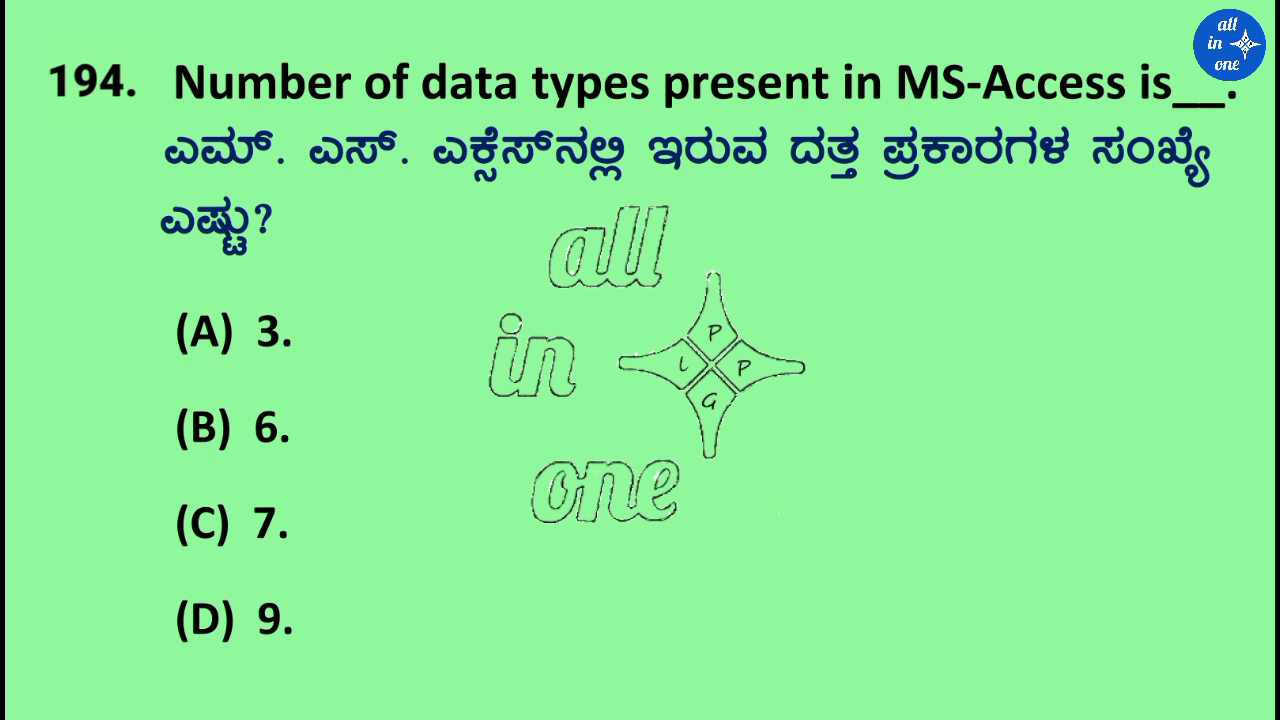 all
in
one
194. Number of data types present in MS-Access is__.
ಎಮ್. ಎಸ್. ಎಕ್ಸೆಸ್‌ನಲ್ಲಿ ಇರುವ ದತ್ತ ಪ್ರಕಾರಗಳ ಸಂಖ್ಯೆ
ಎಷ್ಟು?
all
in
one
P
L P
G
(A) 3.
(B) 6.
(C) 7.
(D) 9.